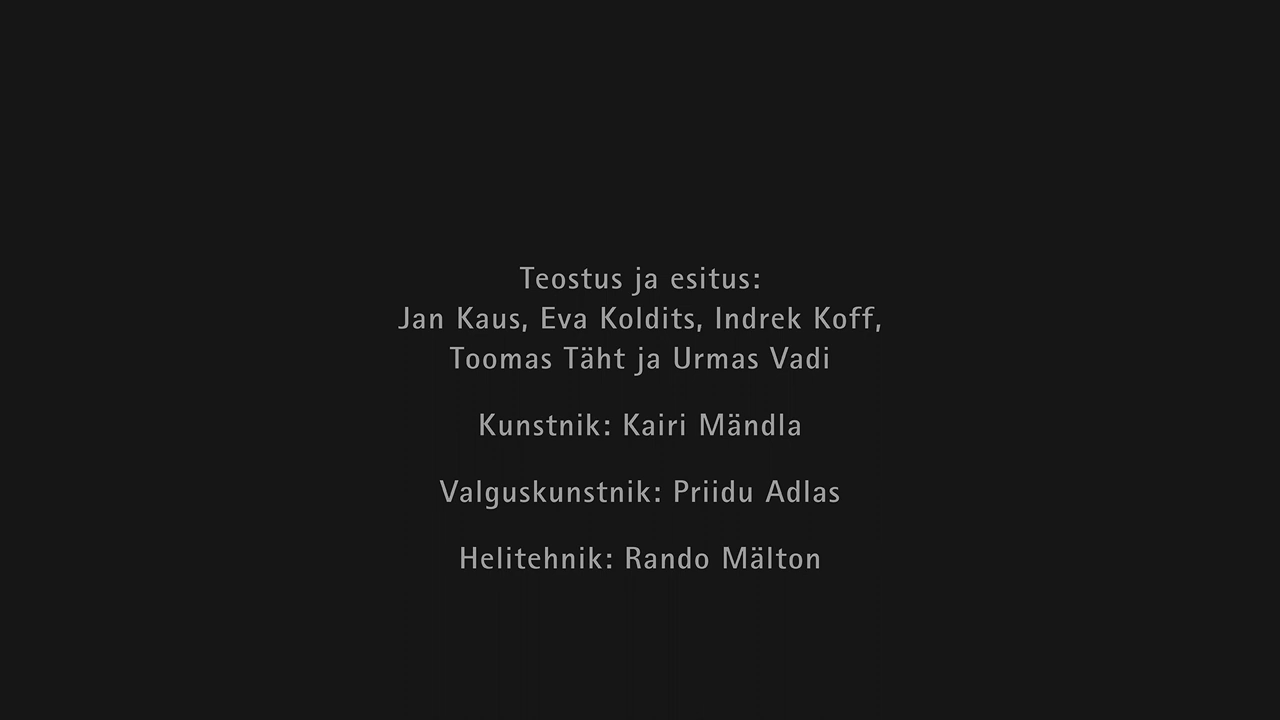 Teostus ja esitus:
Jan Kaus, Eva Koldits, Indrek Koff,
Toomas Täht ja Urmas Vadi
Kunstnik: Kairi Mändla
Valguskunstnik: Priidu Adlas
Helitehnik: Rando Mälton